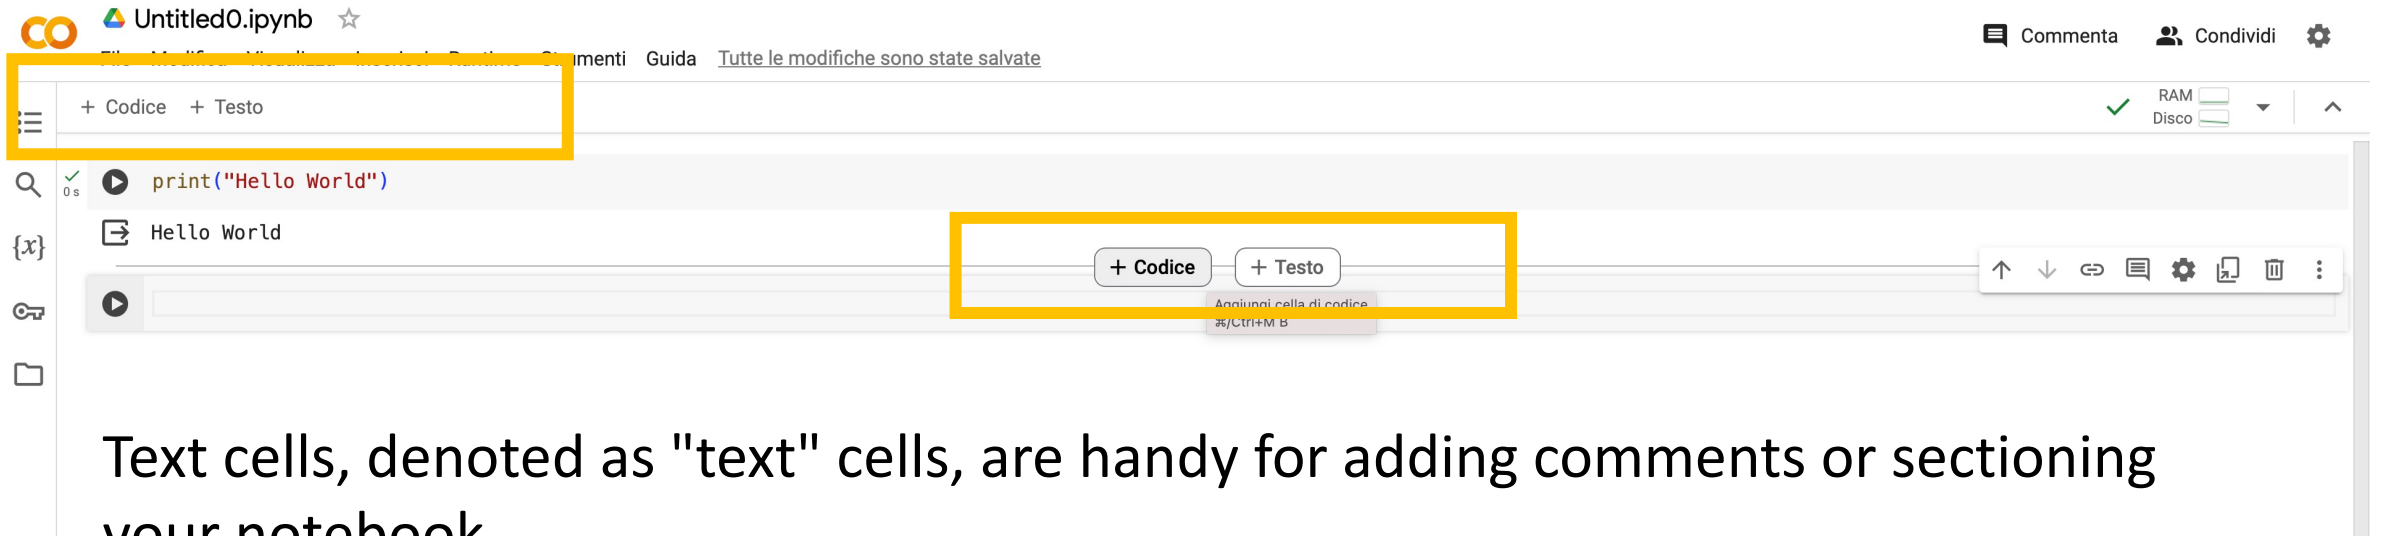 Untitled0.ipynb
Guida Tutte le modifiche sono state salvate
Commenta Condividi
+ Codice + Testo
RAM
Disco
0 s
print("Hello World")
{x}
Hello World
+ Codice + Testo
Aggiungi cella di codice
⌘/Ctrl+M B
Text cells, denoted as "text" cells, are handy for adding comments or sectioning
your notebook